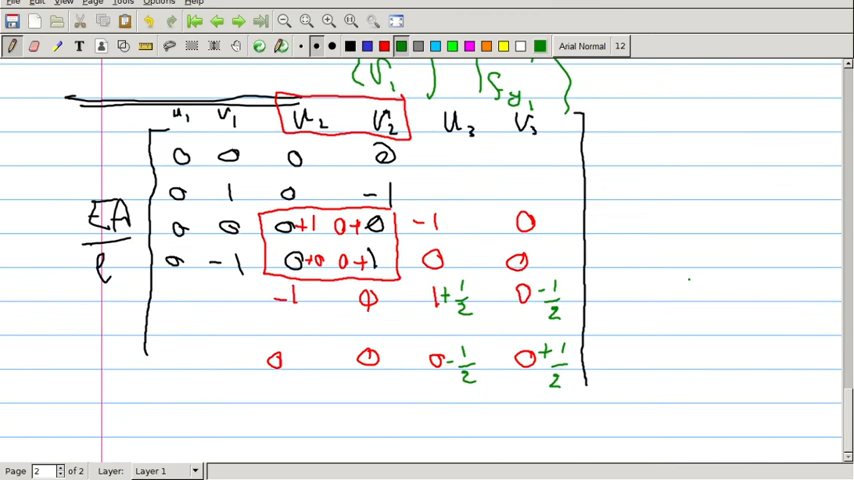 File Edit View Journal Tools Options Help
Arial Normal 12
(V₁
fy₁
u₁ v₁ u₂ v₂ u₃ v₃
0 0 0 0
0 1 0 -1
0 0 0+1 0+0 -1 0
0 -1 0+0 0+1 0 0
EA/l
-1 0 1+1/2 0-1/2
0 0 0-1/2 0+1/2
Page 2 of 2 Layer: Layer 1